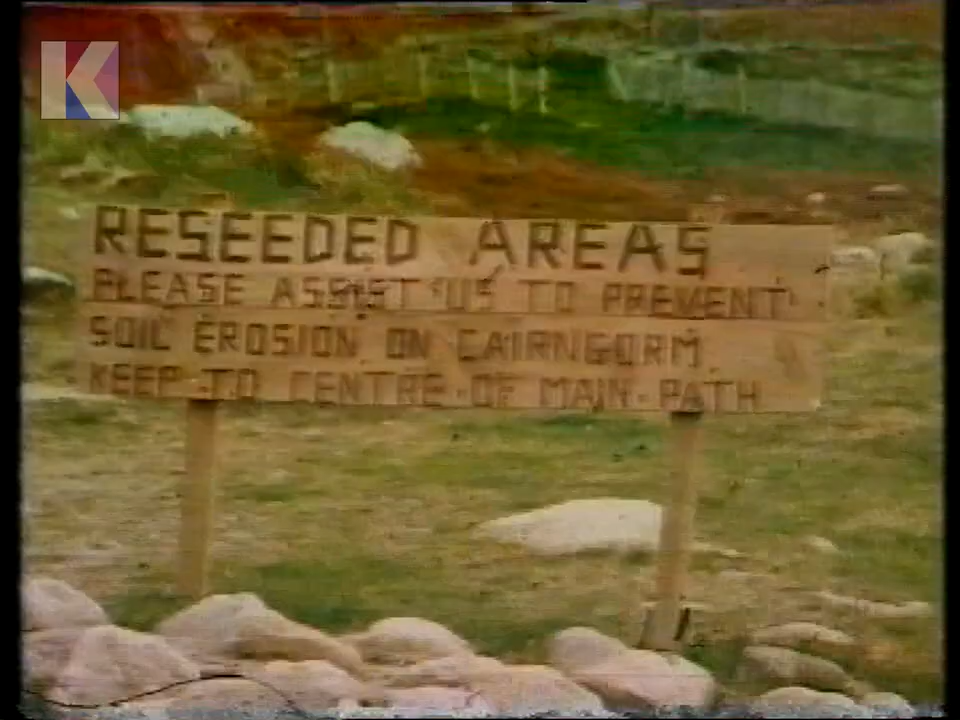 K
RESEEDED AREAS
PLEASE ASSIST US TO PREVENT
SOIL EROSION ON CAIRNGORM
KEEP TO CENTRE OF MAIN PATH